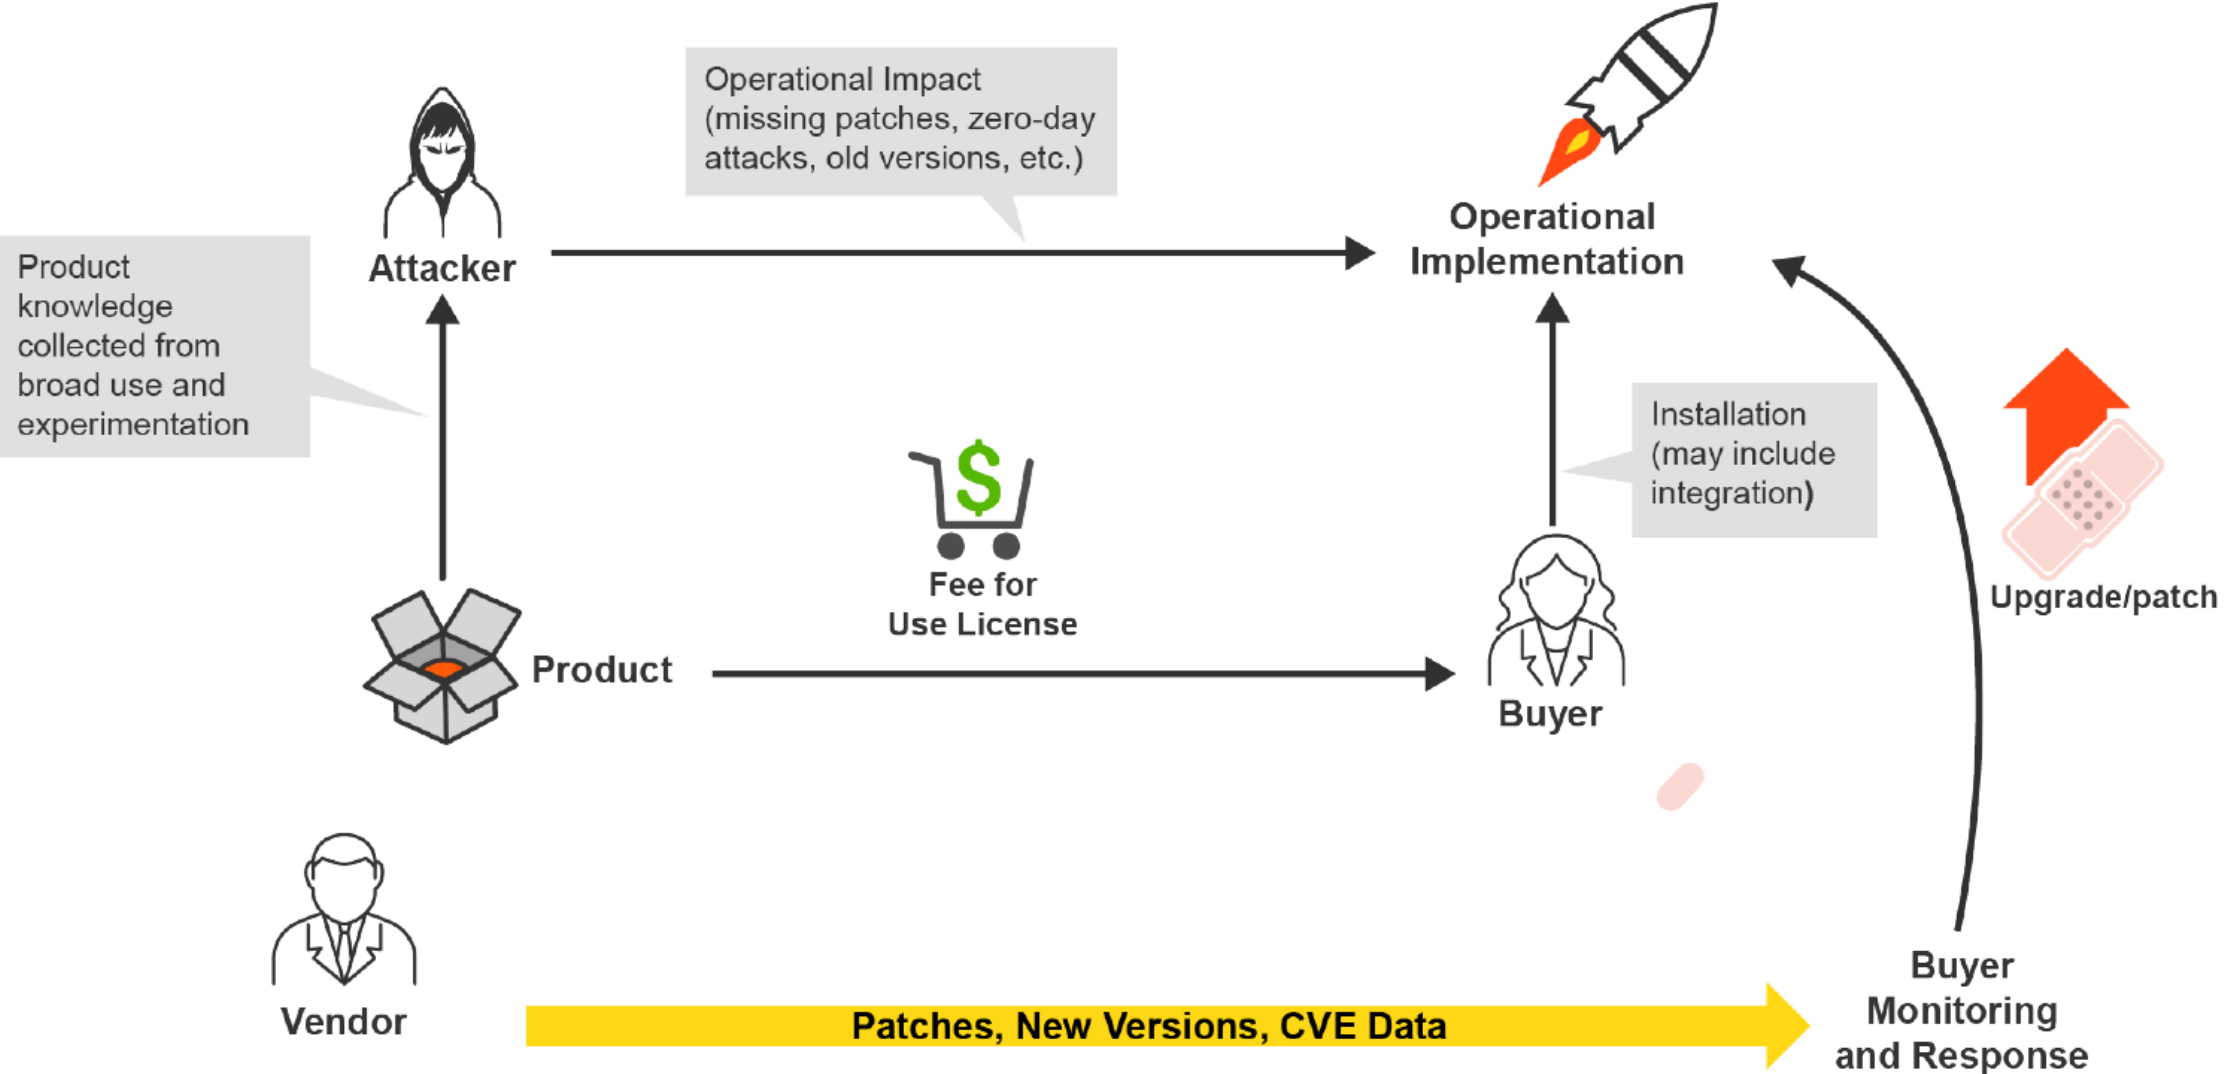 Operational Impact
(missing patches, zero-day
attacks, old versions, etc.)
Operational
Implementation
Attacker
Product
knowledge
collected from
broad use and
experimentation
Installation
(may include
integration)
Fee for
Use License
Upgrade/patch
Product
Buyer
Vendor
Patches, New Versions, CVE Data
Buyer
Monitoring
and Response